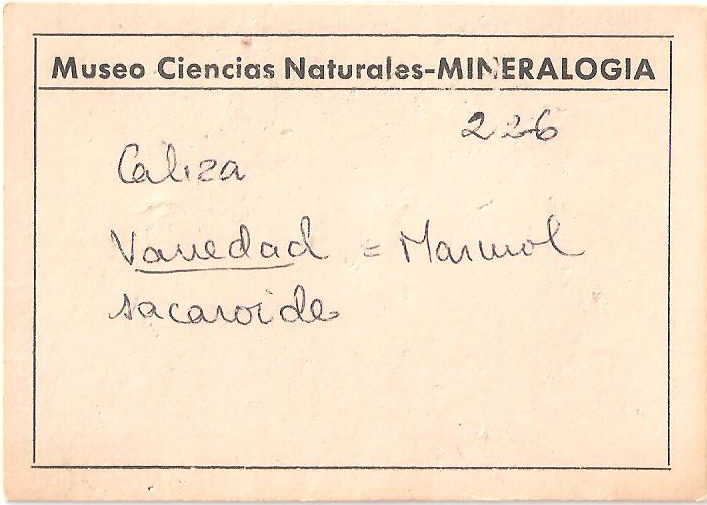 Museo Ciencias Naturales-MINERALOGIA
226
Caliza
Variedad = Marmol
sacaroide